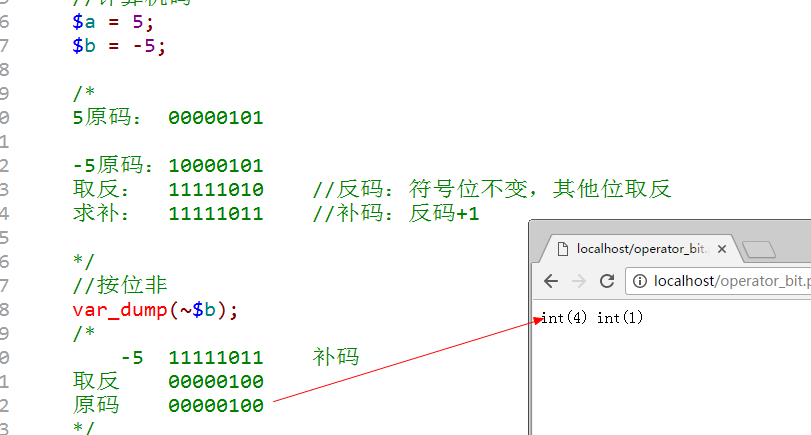 $a = 5;
$b = -5;
/*
5原码: 00000101
-5原码: 10000101
取反: 11111010 //反码: 符号位不变, 其他位取反
求补: 11111011 //补码: 反码+1
*/
//按位非
var_dump(~$b);
/*
-5 11111011 补码
取反 00000100
原码 00000100
*/
localhost/operator_bit.
localhost/operator_bit.p
int(4) int(1)